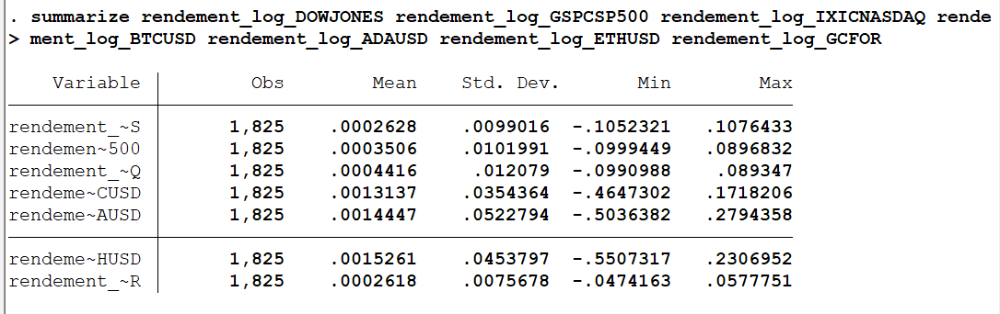 . summarize rendement_log_DOWJONES rendement_log_GSPCSP500 rendement_log_IXICNASDAQ rende
> ment_log_BTCUSD rendement_log_ADAUSD rendement_log_ETHUSD rendement_log_GCFOR
Variable Obs Mean Std. Dev. Min Max
rendement_~S 1,825 .0002628 .0099016 -.1052321 .1076433
rendemen~500 1,825 .0003506 .0101991 -.0999449 .0896832
rendement_~Q 1,825 .0004416 .012079 -.0990988 .089347
rendeme~CUSD 1,825 .0013137 .0354364 -.4647302 .1718206
rendeme~AUSD 1,825 .0014447 .0522794 -.5036382 .2794358
rendeme~HUSD 1,825 .0015261 .0453797 -.5507317 .2306952
rendement_~R 1,825 .0002618 .0075678 -.0474163 .0577751